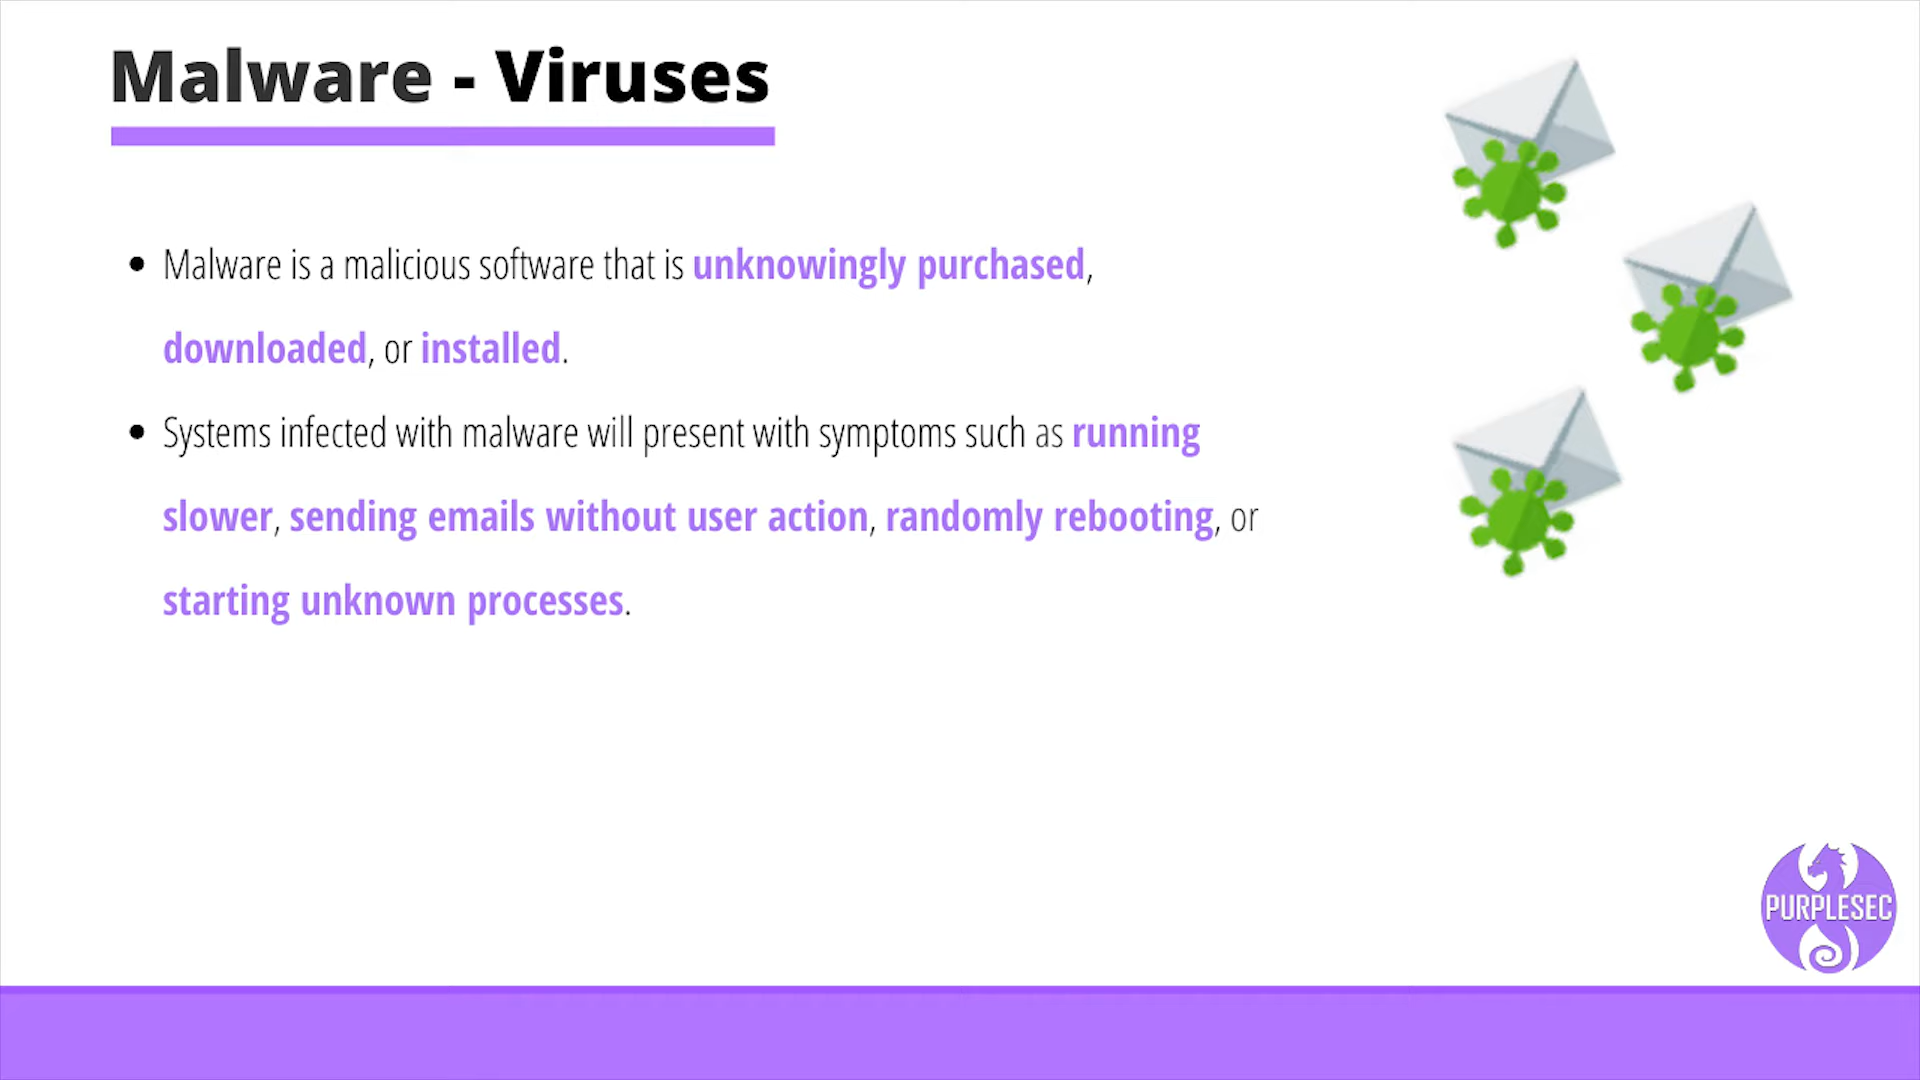 Malware - Viruses
• Malware is a malicious software that is unknowingly purchased,
downloaded, or installed.
• Systems infected with malware will present with symptoms such as running
slower, sending emails without user action, randomly rebooting, or
starting unknown processes.
PURPLESEC